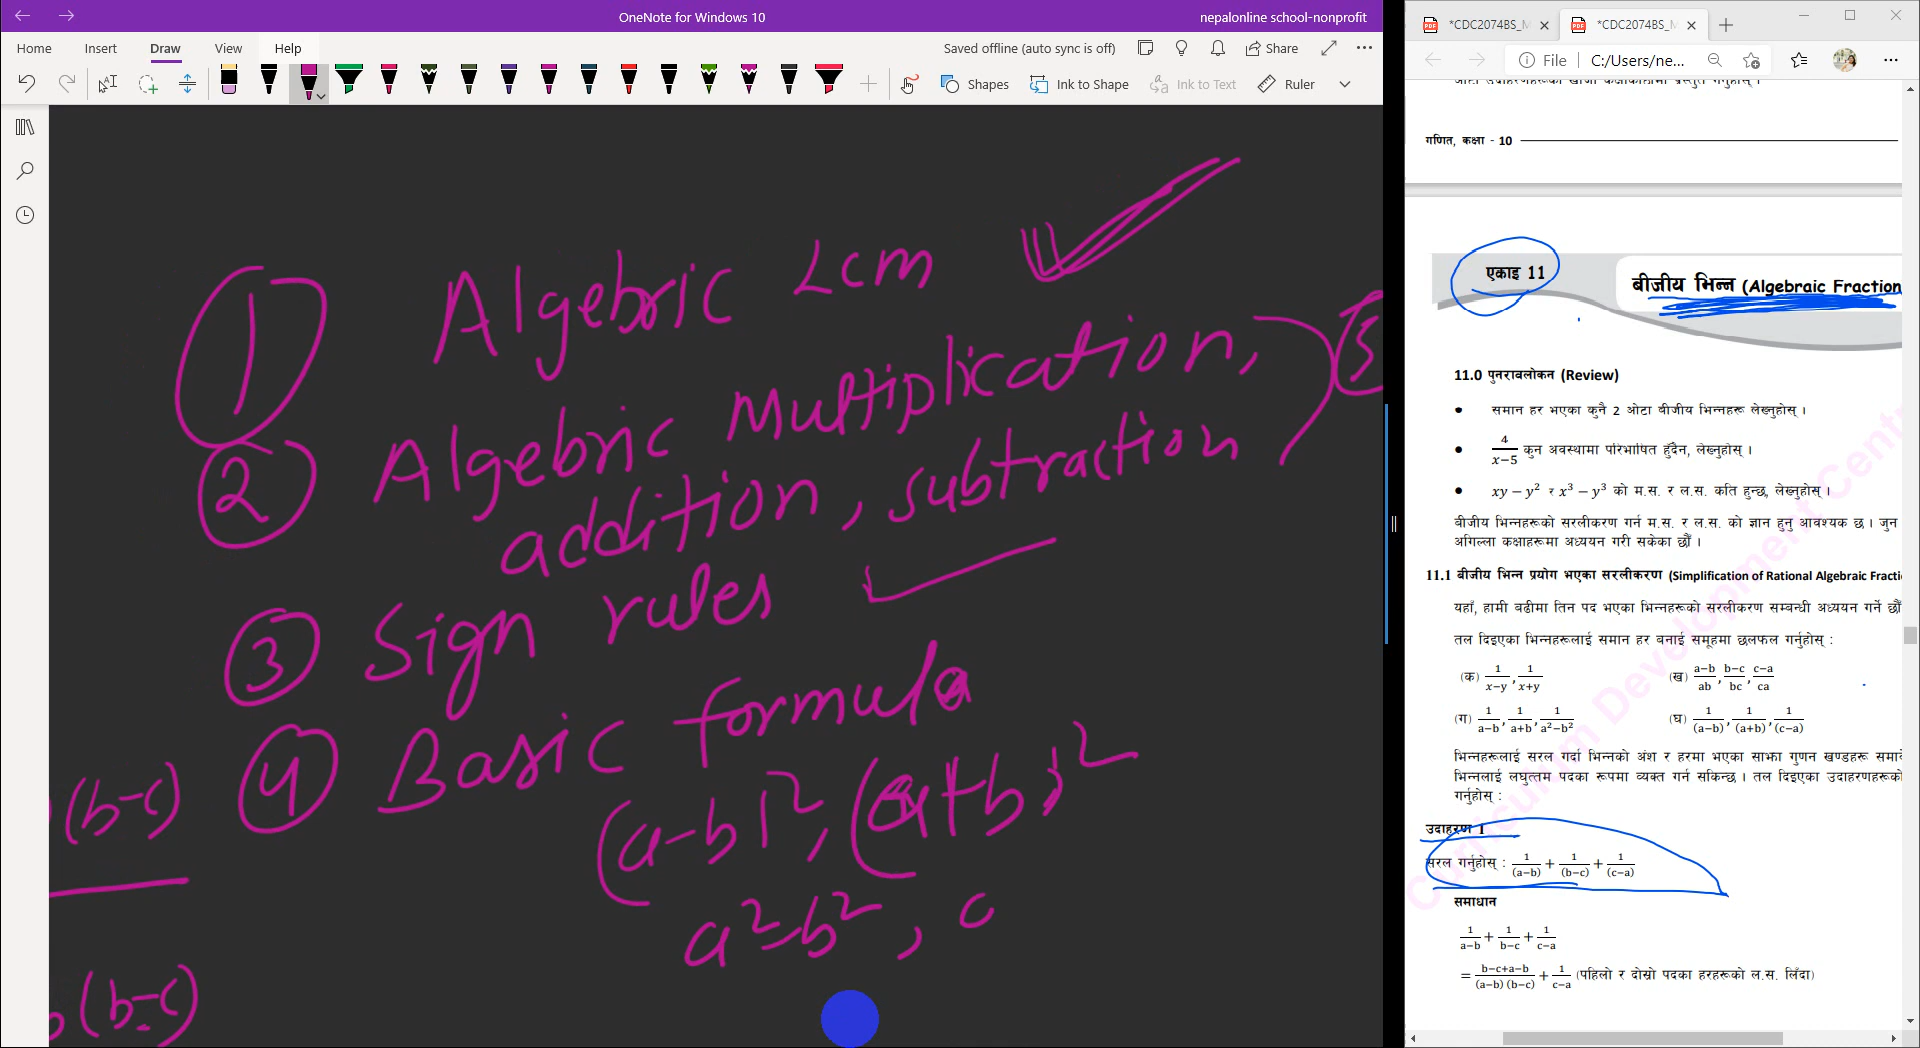 OneNote for Windows 10
nepalonline school-nonprofit
Home Insert Draw View Help
Saved offline (auto sync is off) Share
Shapes Ink to Shape Ink to Text Ruler
1 Algebric Lcm
2 Algebric Multiplication,
addition, subtraction
3 Sign rules
4 Basic formula
(a-b)², (a+b)²
a²-b², c
(b-c)
(b-c)
*CDC2074BS_M *CDC2074BS_M
File C:/Users/ne...
गणित, कक्षा - 10
एकाइ 11
बीजीय भिन्न (Algebraic Fraction
11.0 पुनरावलोकन (Review)
• समान हर भएका कुनै 2 ओटा बीजीय भिन्नहरू लेख्नुहोस् ।
• 4/(x−5) कुन अवस्थामा परिभाषित हुँदैन, लेख्नुहोस् ।
• xy − y² र x³ − y³ को म.स. र ल.स. कति हुन्छ, लेख्नुहोस् ।
बीजीय भिन्नहरूको सरलीकरण गर्न म.स. र ल.स. को ज्ञान हुनु आवश्यक छ । जुन
अगिल्ला कक्षाहरूमा अध्ययन गरी सकेका छौँ ।
11.1 बीजीय भिन्न प्रयोग भएका सरलीकरण (Simplification of Rational Algebraic Fracti
यहाँ, हामी बढीमा तिन पद भएका भिन्नहरूको सरलीकरण सम्बन्धी अध्ययन गर्ने छौँ
तल दिइएका भिन्नहरूलाई समान हर बनाई समूहमा छलफल गर्नुहोस् :
(क) 1/(x−y), 1/(x+y) (ख) (a−b)/ab, (b−c)/bc, (c−a)/ca
(ग) 1/(a−b), 1/(a+b), 1/(a²−b²) (घ) 1/(a−b), 1/(a+b), 1/(c−a)
भिन्नहरूलाई सरल गर्दा भिन्नको अंश र हरमा भएका साझा गुणन खण्डहरू
भिन्नलाई लघुत्तम पदका रूपमा व्यक्त गर्न सकिन्छ । तल दिइएका उदाहरणहरूको
गर्नुहोस् :
उदाहरण 1
सरल गर्नुहोस् : 1/(a−b) + 1/(b−c) + 1/(c−a)
समाधान
1/(a−b) + 1/(b−c) + 1/(c−a)
= (b−c+a−b)/((a−b)(b−c)) + 1/(c−a) (पहिलो र दोस्रो पदका हरहरूको ल.स. लिँदा)
Curriculum Development Centr